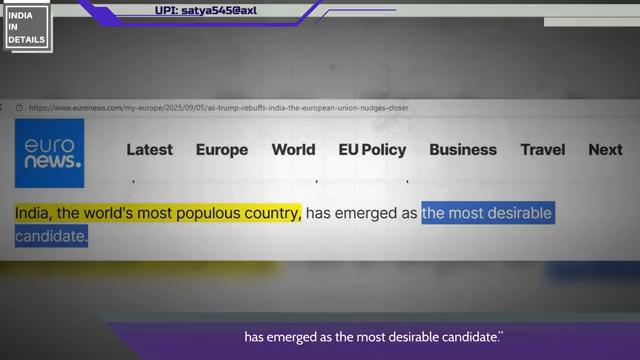 INDIA
IN
DETAILS
UPI: satya545@axl
https://www.euronews.com/my-europe/2025/09/05/as-trump-rebuffs-india-the-european-union-nudges-closer
euro
news.
Latest Europe World EU Policy Business Travel Next
India, the world's most populous country, has emerged as the most desirable
candidate.
has emerged as the most desirable candidate.”